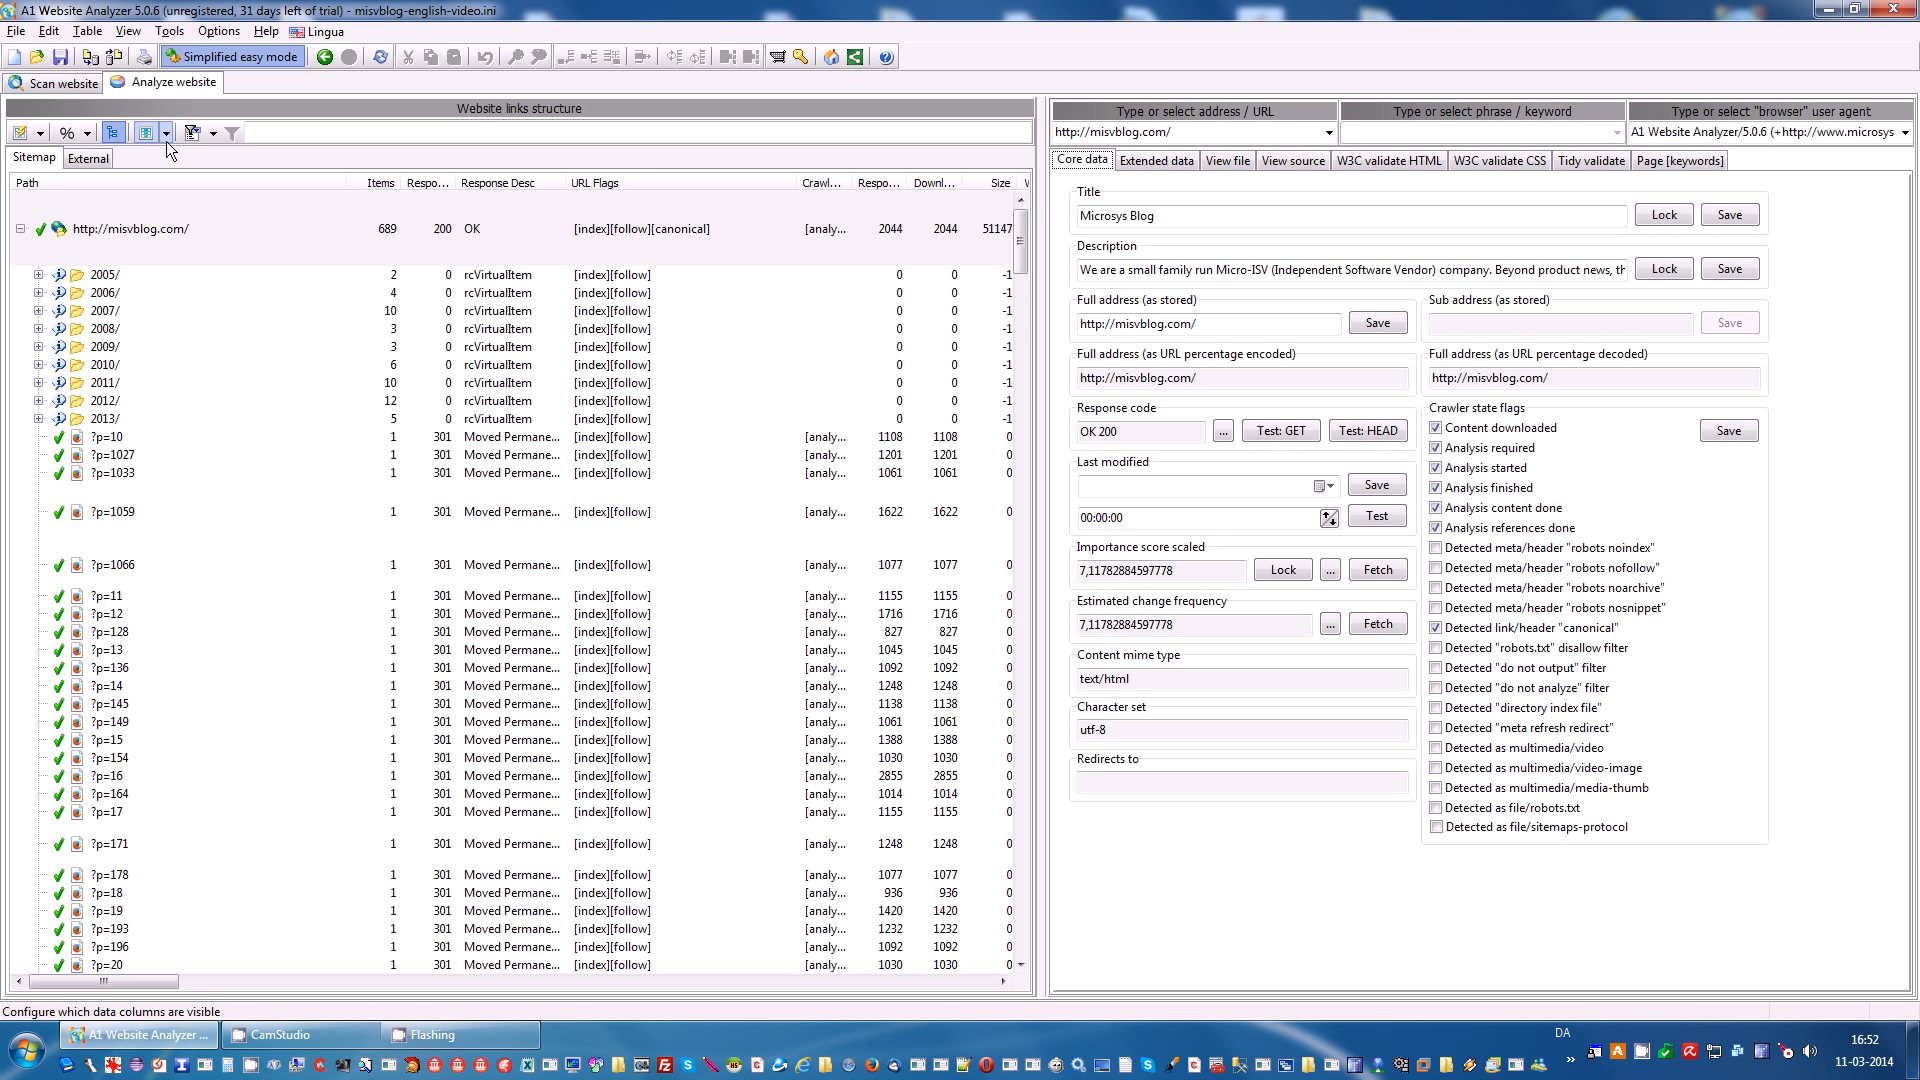 A1 Website Analyzer 5.0.6 (unregistered, 31 days left of trial) - misvblog-english-video.ini
File Edit Table View Tools Options Help Lingua
Simplified easy mode
Scan website Analyze website
Website links structure
%
Sitemap External
Path Items Respo... Response Desc URL Flags Crawl... Respo... Downl... Size
http://misvblog.com/ 689 200 OK [index][follow][canonical] [analy... 2044 2044 51147
2005/ 2 0 rcVirtualItem [index][follow] 0 0 -1
2006/ 4 0 rcVirtualItem [index][follow] 0 0 -1
2007/ 10 0 rcVirtualItem [index][follow] 0 0 -1
2008/ 3 0 rcVirtualItem [index][follow] 0 0 -1
2009/ 3 0 rcVirtualItem [index][follow] 0 0 -1
2010/ 6 0 rcVirtualItem [index][follow] 0 0 -1
2011/ 10 0 rcVirtualItem [index][follow] 0 0 -1
2012/ 12 0 rcVirtualItem [index][follow] 0 0 -1
2013/ 5 0 rcVirtualItem [index][follow] 0 0 -1
?p=10 1 301 Moved Permane... [index][follow] [analy... 1108 1108 0
?p=1027 1 301 Moved Permane... [index][follow] [analy... 1201 1201 0
?p=1033 1 301 Moved Permane... [index][follow] [analy... 1061 1061 0
?p=1059 1 301 Moved Permane... [index][follow] [analy... 1622 1622 0
?p=1066 1 301 Moved Permane... [index][follow] [analy... 1077 1077 0
?p=11 1 301 Moved Permane... [index][follow] [analy... 1155 1155 0
?p=12 1 301 Moved Permane... [index][follow] [analy... 1716 1716 0
?p=128 1 301 Moved Permane... [index][follow] [analy... 827 827 0
?p=13 1 301 Moved Permane... [index][follow] [analy... 1045 1045 0
?p=136 1 301 Moved Permane... [index][follow] [analy... 1092 1092 0
?p=14 1 301 Moved Permane... [index][follow] [analy... 1248 1248 0
?p=145 1 301 Moved Permane... [index][follow] [analy... 1138 1138 0
?p=149 1 301 Moved Permane... [index][follow] [analy... 1061 1061 0
?p=15 1 301 Moved Permane... [index][follow] [analy... 1388 1388 0
?p=154 1 301 Moved Permane... [index][follow] [analy... 1030 1030 0
?p=16 1 301 Moved Permane... [index][follow] [analy... 2855 2855 0
?p=164 1 301 Moved Permane... [index][follow] [analy... 1014 1014 0
?p=17 1 301 Moved Permane... [index][follow] [analy... 1155 1155 0
?p=171 1 301 Moved Permane... [index][follow] [analy... 1248 1248 0
?p=178 1 301 Moved Permane... [index][follow] [analy... 1077 1077 0
?p=18 1 301 Moved Permane... [index][follow] [analy... 936 936 0
?p=19 1 301 Moved Permane... [index][follow] [analy... 1420 1420 0
?p=193 1 301 Moved Permane... [index][follow] [analy... 1232 1232 0
?p=196 1 301 Moved Permane... [index][follow] [analy... 1092 1092 0
?p=20 1 301 Moved Permane... [index][follow] [analy... 1030 1030 0
Type or select address / URL Type or select phrase / keyword Type or select "browser" user agent
http://misvblog.com/ A1 Website Analyzer/5.0.6 (+http://www.microsys
Core data Extended data View file View source W3C validate HTML W3C validate CSS Tidy validate Page [keywords]
Title
Microsys Blog Lock Save
Description
We are a small family run Micro-ISV (Independent Software Vendor) company. Beyond product news, th Lock Save
Full address (as stored) Sub address (as stored)
http://misvblog.com/ Save Save
Full address (as URL percentage encoded) Full address (as URL percentage decoded)
http://misvblog.com/ http://misvblog.com/
Response code
OK 200 ... Test: GET Test: HEAD
Last modified
Save
00:00:00 Test
Importance score scaled
7,11782884597778 Lock ... Fetch
Estimated change frequency
7,11782884597778 ... Fetch
Content mime type
text/html
Character set
utf-8
Redirects to
Crawler state flags
Content downloaded Save
Analysis required
Analysis started
Analysis finished
Analysis content done
Analysis references done
Detected meta/header "robots noindex"
Detected meta/header "robots nofollow"
Detected meta/header "robots noarchive"
Detected meta/header "robots nosnippet"
Detected link/header "canonical"
Detected "robots.txt" disallow filter
Detected "do not output" filter
Detected "do not analyze" filter
Detected "directory index file"
Detected "meta refresh redirect"
Detected as multimedia/video
Detected as multimedia/video-image
Detected as multimedia/media-thumb
Detected as file/robots.txt
Detected as file/sitemaps-protocol
Configure which data columns are visible
A1 Website Analyzer ... CamStudio Flashing
DA
16:52
11-03-2014